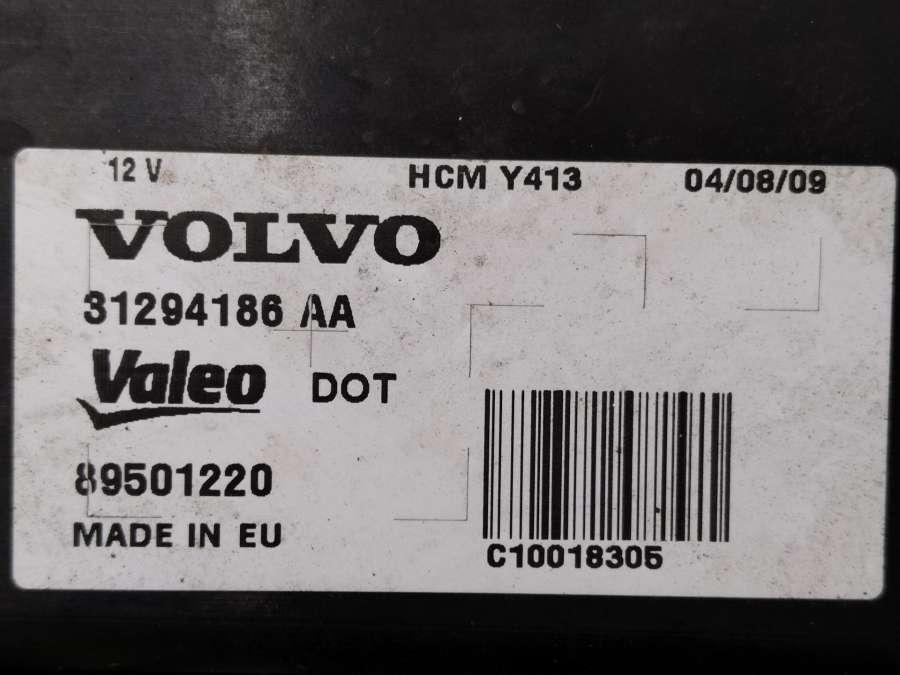 12 V HCM Y413 04/08/09
VOLVO
31294186 AA
Valeo DOT
89501220
MADE IN EU
C10018305